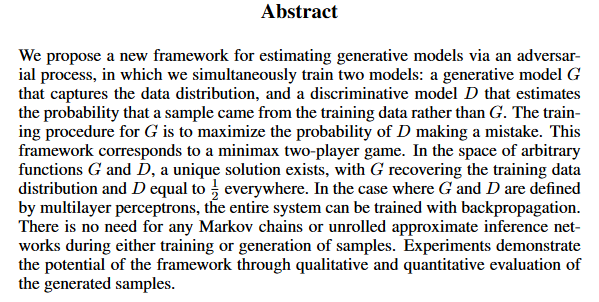 Abstract
We propose a new framework for estimating generative models via an adversar-
ial process, in which we simultaneously train two models: a generative model G
that captures the data distribution, and a discriminative model D that estimates
the probability that a sample came from the training data rather than G. The train-
ing procedure for G is to maximize the probability of D making a mistake. This
framework corresponds to a minimax two-player game. In the space of arbitrary
functions G and D, a unique solution exists, with G recovering the training data
distribution and D equal to 1/2 everywhere. In the case where G and D are defined
by multilayer perceptrons, the entire system can be trained with backpropagation.
There is no need for any Markov chains or unrolled approximate inference net-
works during either training or generation of samples. Experiments demonstrate
the potential of the framework through qualitative and quantitative evaluation of
the generated samples.